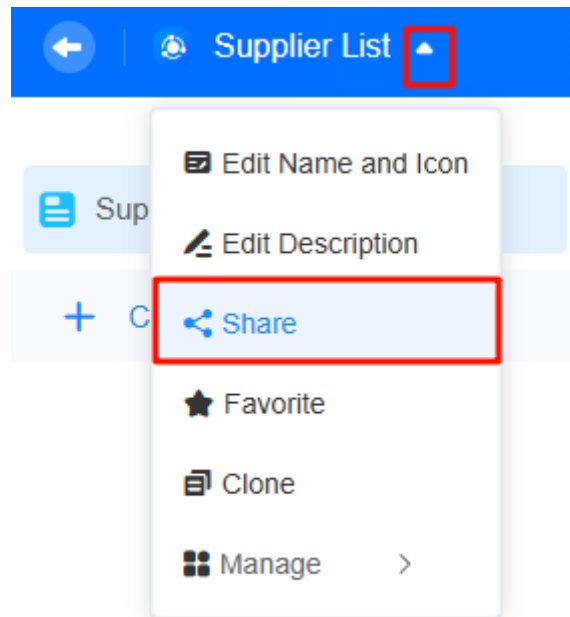 Supplier List
Edit Name and Icon
Sup
Edit Description
C
Share
Favorite
Clone
Manage